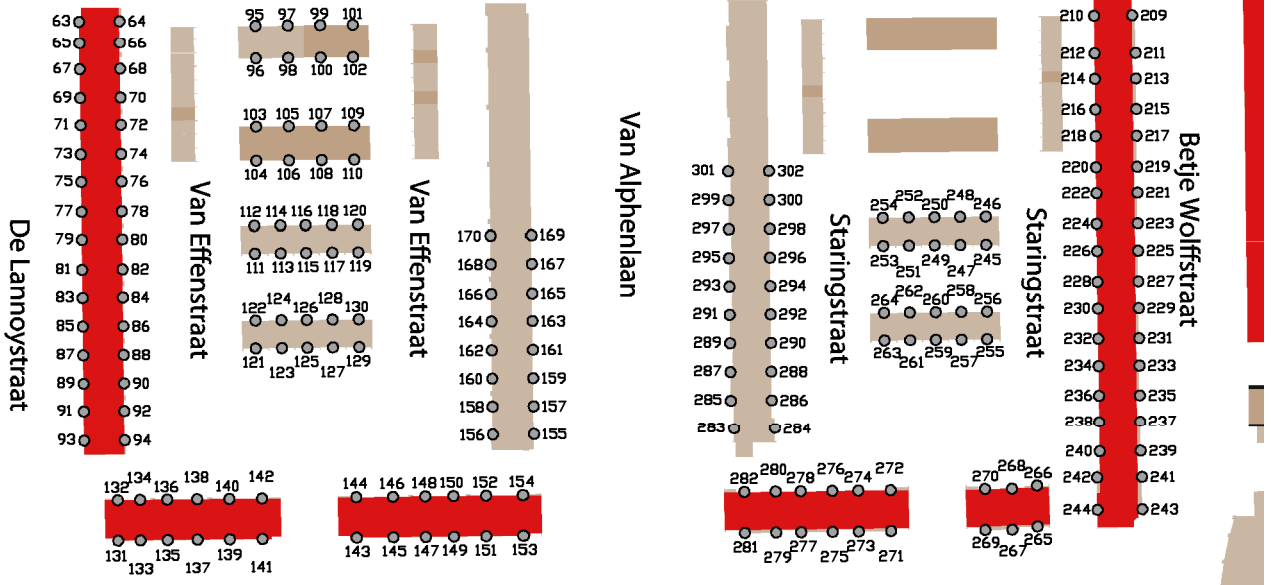 De Lannoystraat
Van Effenstraat
Van Effenstraat
Van Alphenlaan
Staringstraat
Staringstraat
Betje Wolffstraat
63 64
65 66
67 68
69 70
71 72
73 74
75 76
77 78
79 80
81 82
83 84
85 86
87 88
89 90
91 92
93 94
95 97 99 101
96 98 100 102
103 105 107 109
104 106 108 110
112 114 116 118 120
111 113 115 117 119
122 124 126 128 130
121 123 125 127 129
132 134 136 138 140 142
131 133 135 137 139 141
144 146 148 150 152 154
143 145 147 149 151 153
170 169
168 167
166 165
164 163
162 161
160 159
158 157
156 155
301 302
299 300
297 298
295 296
293 294
291 292
289 290
287 288
285 286
283 284
254 252 250 248 246
253 251 249 247 245
264 262 260 258 256
263 261 259 257 255
282 280 278 276 274 272
281 279 277 275 273 271
270 268 266
269 267 265
210 209
212 211
214 213
216 215
218 217
220 219
222 221
224 223
226 225
228 227
230 229
232 231
234 233
236 235
238 237
240 239
242 241
244 243